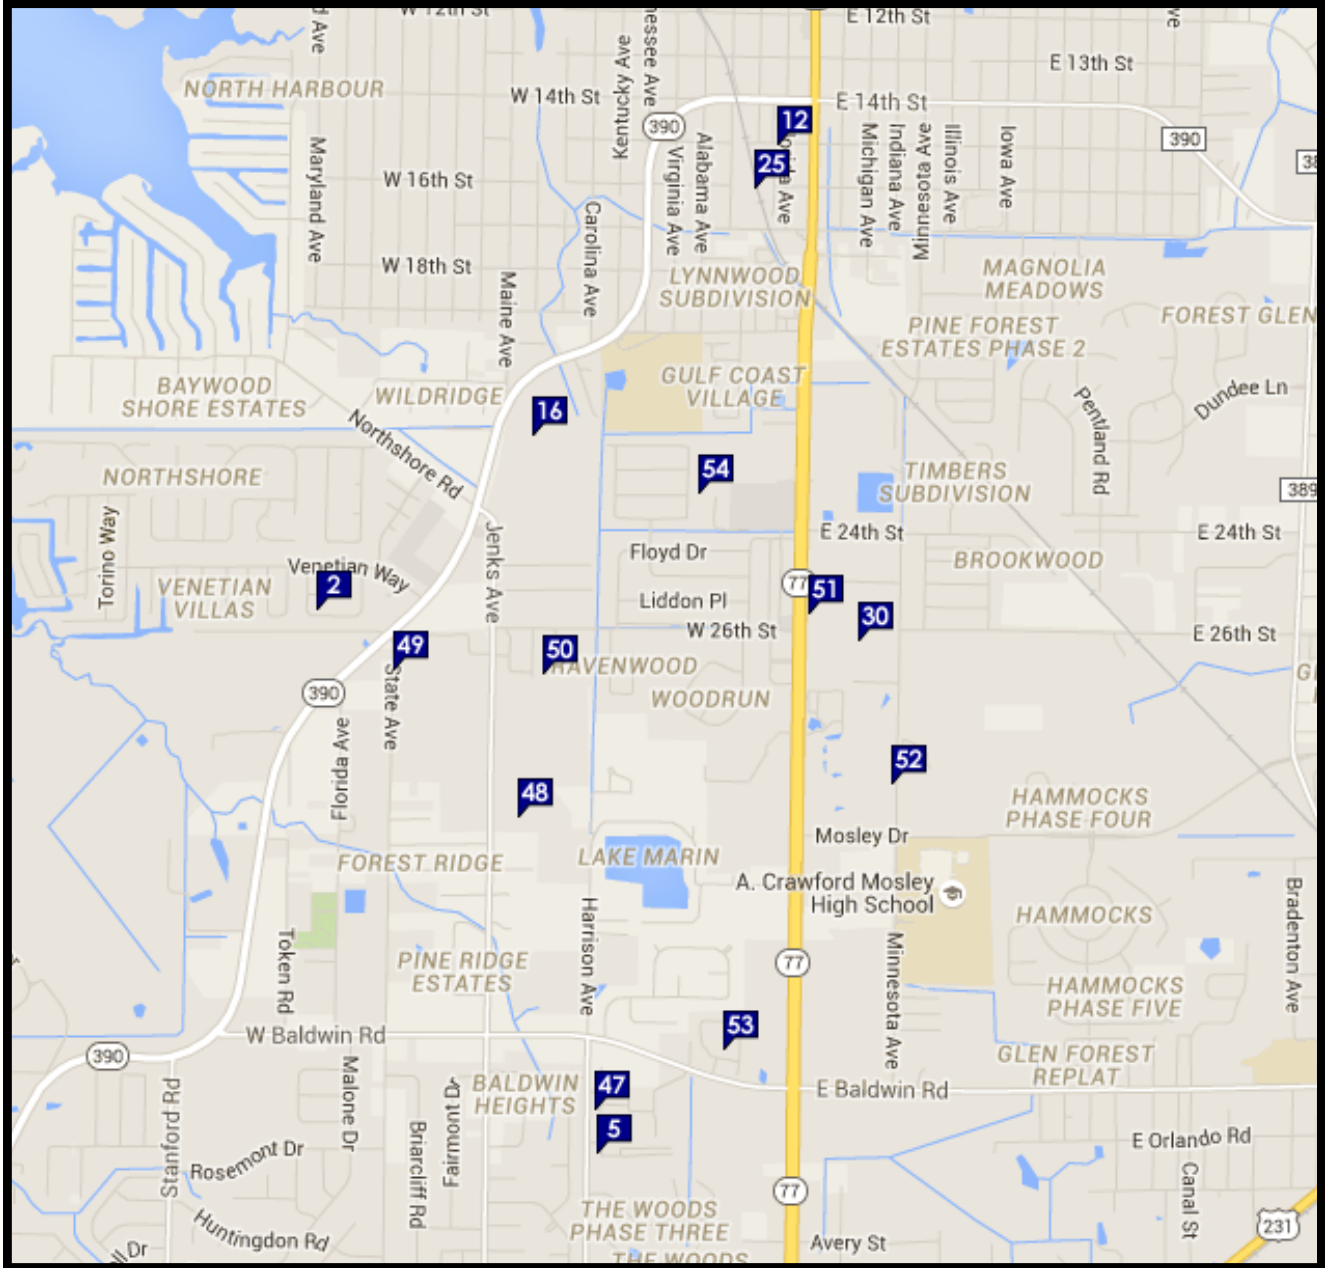 W 12th St
E 12th St
Ave
E 13th St
NORTH HARBOUR
W 14th St
Kentucky Ave
E 14th St
12
390
390
25
Maryland Ave
W 16th St
Virginia Ave
Alabama Ave
Michigan Ave
Indiana Ave
Minnesota Ave
Illinois Ave
Iowa Ave
Carolina Ave
W 18th St
Maine Ave
LYNNWOOD
SUBDIVISION
MAGNOLIA
MEADOWS
PINE FOREST
ESTATES PHASE 2
FOREST GLEN
BAYWOOD
SHORE ESTATES
WILDRIDGE
GULF COAST
VILLAGE
Dundee Ln
Pentland Rd
16
Northshore Rd
NORTHSHORE
54
TIMBERS
SUBDIVISION
389
Torino Way
Jenks Ave
E 24th St
E 24th St
Floyd Dr
BROOKWOOD
Venetian Way
VENETIAN
VILLAS
2
77
51
Liddon Pl
30
W 26th St
E 26th St
49
50
RAVENWOOD
WOODRUN
390
State Ave
Florida Ave
52
48
HAMMOCKS
PHASE FOUR
Mosley Dr
FOREST RIDGE
LAKE MARIN
A. Crawford Mosley
High School
HAMMOCKS
Bradenton Ave
Harrison Ave
Token Rd
PINE RIDGE
ESTATES
77
Minnesota Ave
HAMMOCKS
PHASE FIVE
W Baldwin Rd
53
390
GLEN FOREST
REPLAT
Malone Dr
BALDWIN
HEIGHTS
47
E Baldwin Rd
Stanford Rd
Fairmont Dr
5
Rosemont Dr
Briarcliff Rd
E Orlando Rd
Canal St
77
THE WOODS
PHASE THREE
Huntingdon Rd
Avery St
231
THE WOODS